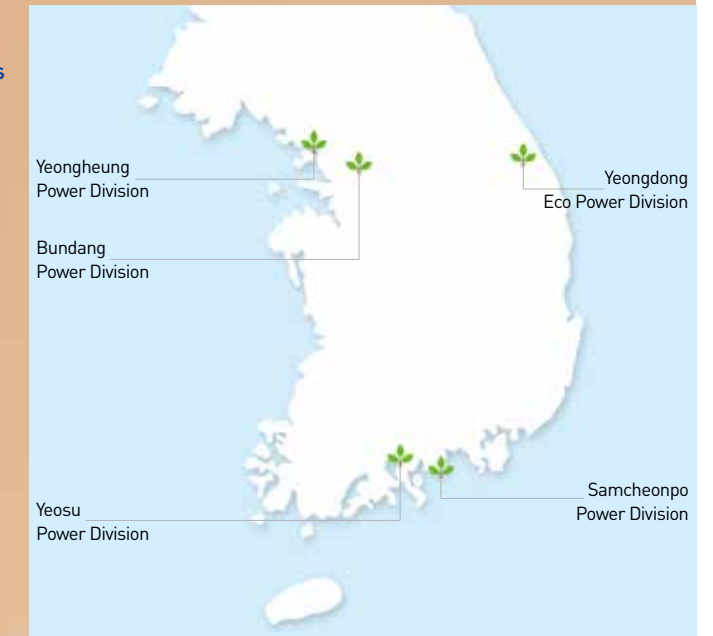 s
Yeongheung
Power Division
Yeongdong
Eco Power Division
Bundang
Power Division
Samcheonpo
Power Division
Yeosu
Power Division